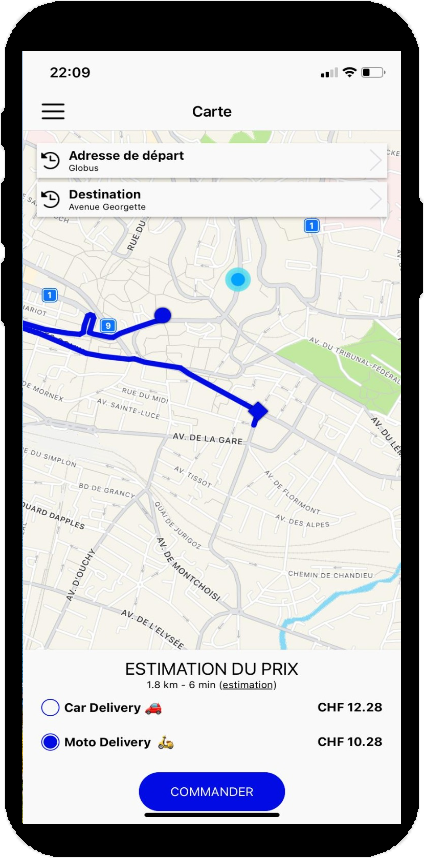 22:09
Carte
Adresse de départ
Globus
Destination
Avenue Georgette
RUE DU
1
1
9
AV. DU TRIBUNAL-FÉDÉRAL
DE MORNEX
RUE DU MIDI
AV. SAINTE-LUCE
AV. DE LA GARE
AV. DU LÉM
DU SIMPLON
BD DE GRANCY
AV. TISSOT
AV. DE FLORIMONT
OUARD DAPPLES
QUAI DE JURIGOZ
AV. DES ALPES
AV. D'OUCHY
AV. DE MONTCHOISI
CHEMIN DE CHANDIEU
AV. DE L'ELYSÉE
ESTIMATION DU PRIX
1.8 km - 6 min (estimation)
Car Delivery 🚗 CHF 12.28
Moto Delivery 🛵 CHF 10.28
COMMANDER